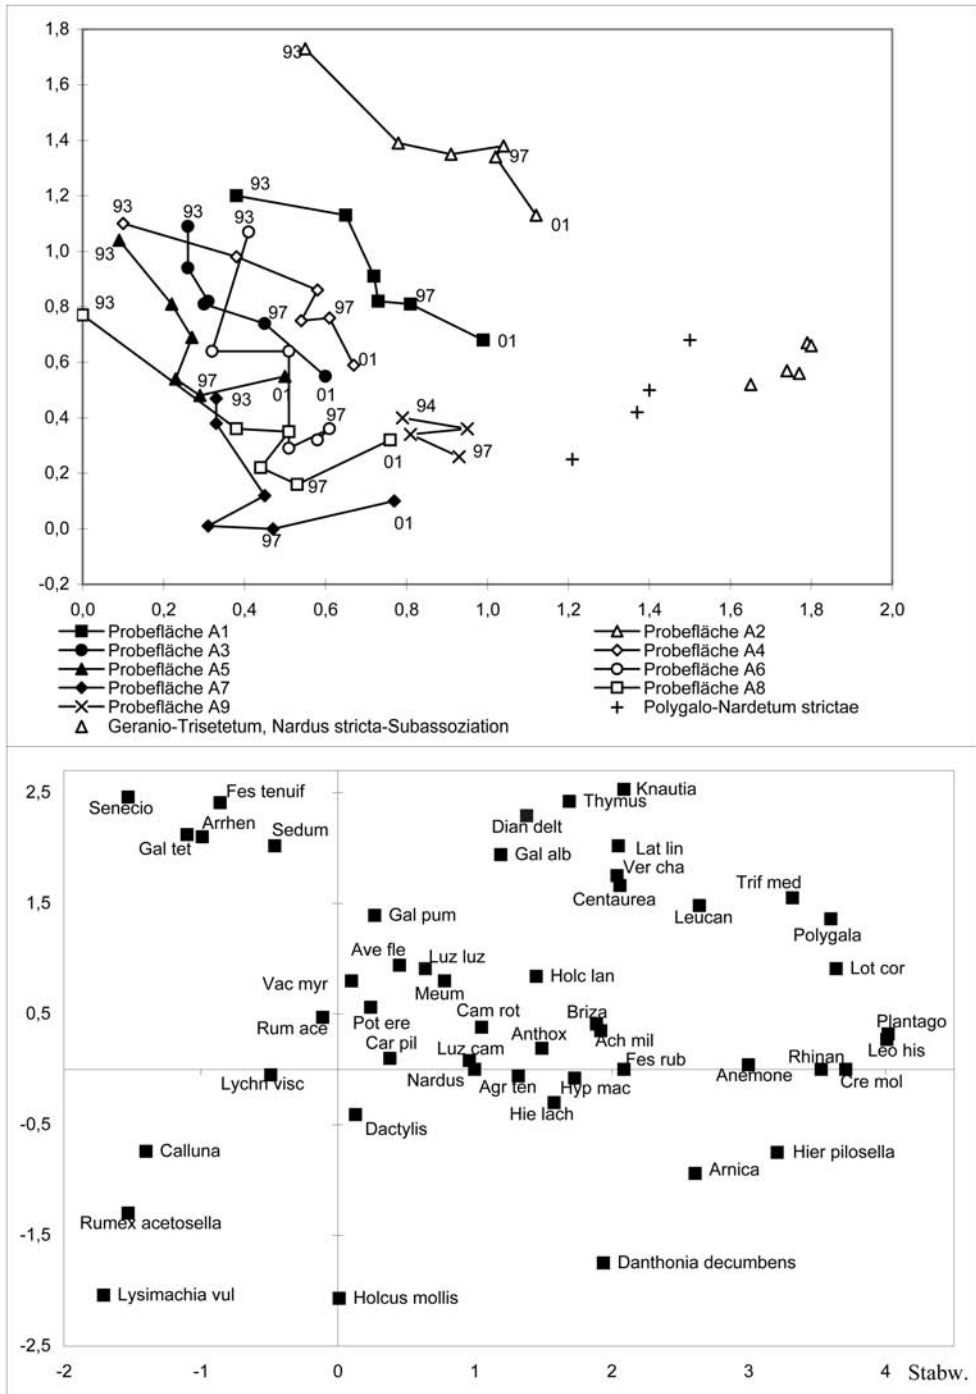 1,8
93
1,6
1,4
97
1,2
93
01
93
93
93
1,0
93
0,8
93
97
97
97
0,6
01
01
01
97
93
01
94
97
0,4
01
97
97
0,2
01
97
0,0
-0,2
0,0 0,2 0,4 0,6 0,8 1,0 1,2 1,4 1,6 1,8 2,0
Probefläche A1 Probefläche A2
Probefläche A3 Probefläche A4
Probefläche A5 Probefläche A6
Probefläche A7 Probefläche A8
Probefläche A9 Polygalo-Nardetum strictae
Geranio-Trisetetum, Nardus stricta-Subassoziation
2,5
Senecio
Fes tenuif
Knautia
Thymus
Arrhen
Sedum
Dian delt
Gal tet
Gal alb
Lat lin
Ver cha
Centaurea
Trif med
1,5
Leucan
Gal pum
Polygala
Ave fle
Luz luz
Lot cor
Vac myr
Meum
Holc lan
0,5
Rum ace
Pot ere
Cam rot
Briza
Plantago
Car pil
Luz cam
Anthox
Ach mil
Leo his
Fes rub
Rhinan
Lychn visc
Nardus
Agr ten
Hyp mac
Anemone
Cre mol
Hie lach
-0,5
Dactylis
Calluna
Hier pilosella
Arnica
Rumex acetosella
-1,5
Danthonia decumbens
Lysimachia vul
Holcus mollis
-2,5
-2 -1 0 1 2 3 4 Stabw.